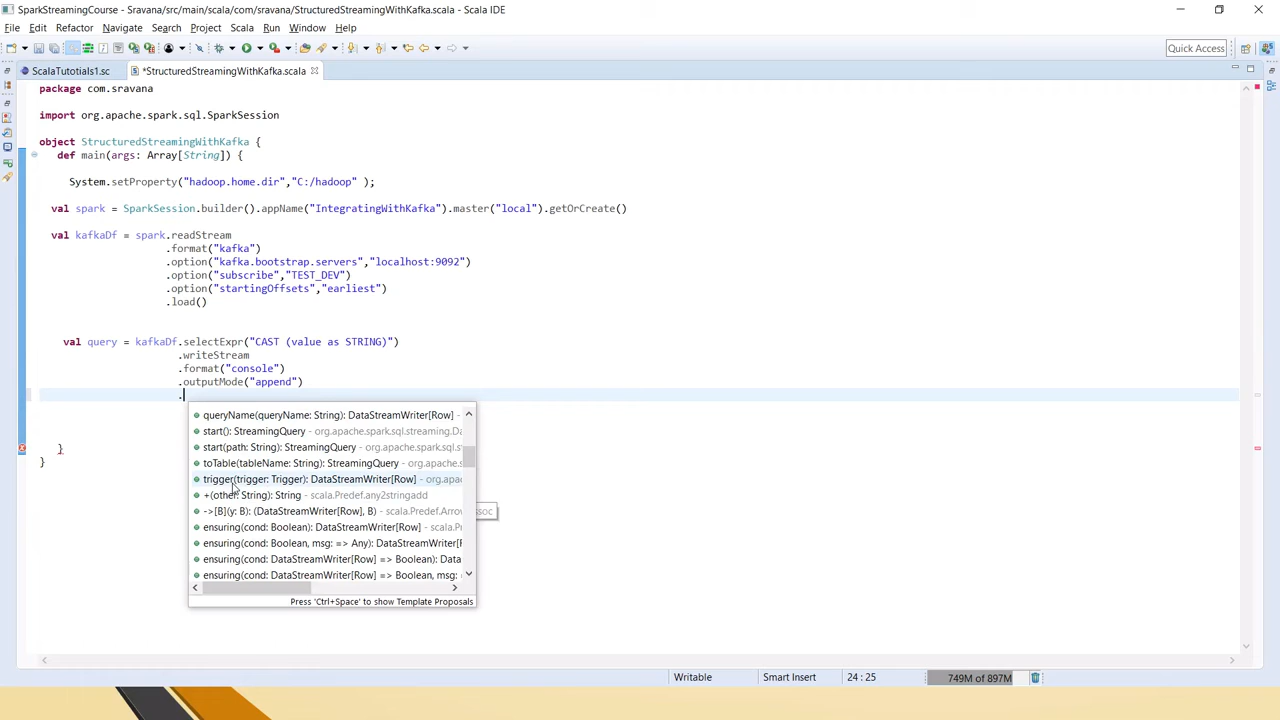 SparkStreamingCourse - Sravana/src/main/scala/com/sravana/StructuredStreamingWithKafka.scala - Scala IDE
File Edit Refactor Navigate Search Project Scala Run Window Help
Quick Access
ScalaTutotials1.sc *StructuredStreamingWithKafka.scala
package com.sravana
import org.apache.spark.sql.SparkSession
object StructuredStreamingWithKafka {
def main(args: Array[String]) {
System.setProperty("hadoop.home.dir","C:/hadoop" );
val spark = SparkSession.builder().appName("IntegratingWithKafka").master("local").getOrCreate()
val kafkaDf = spark.readStream
.format("kafka")
.option("kafka.bootstrap.servers","localhost:9092")
.option("subscribe","TEST_DEV")
.option("startingOffsets","earliest")
.load()
val query = kafkaDf.selectExpr("CAST (value as STRING)")
.writeStream
.format("console")
.outputMode("append")
.
queryName(queryName: String): DataStreamWriter[Row] -
start(): StreamingQuery - org.apache.spark.sql.streaming.Da
start(path: String): StreamingQuery - org.apache.spark.sql.s
toTable(tableName: String): StreamingQuery - org.apache.s
trigger(trigger: Trigger): DataStreamWriter[Row] - org.apa
+(other: String): String - scala.Predef.any2stringadd
->[B](y: B): (DataStreamWriter[Row], B) - scala.Predef.Arrow ssoc
ensuring(cond: Boolean): DataStreamWriter[Row] - scala.P
ensuring(cond: Boolean, msg: => Any): DataStreamWriter[R
ensuring(cond: DataStreamWriter[Row] => Boolean): Data
ensuring(cond: DataStreamWriter[Row] => Boolean, msg:
Press 'Ctrl+Space' to show Template Proposals
}
}
Writable Smart Insert 24 : 25 749M of 897M